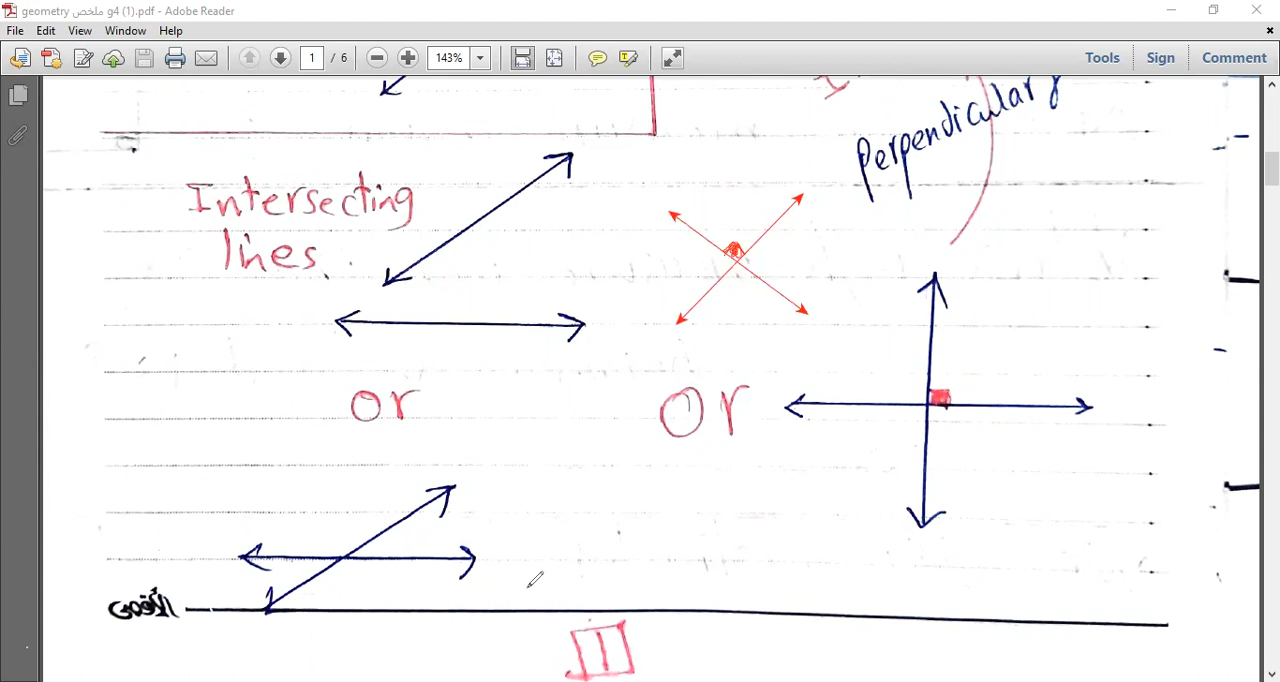 geometry ملخص g4 (1).pdf - Adobe Reader
File Edit View Window Help
1 / 6 143% Tools Sign Comment
Perpendicular
Intersecting
lines
or
Or
الأقصى